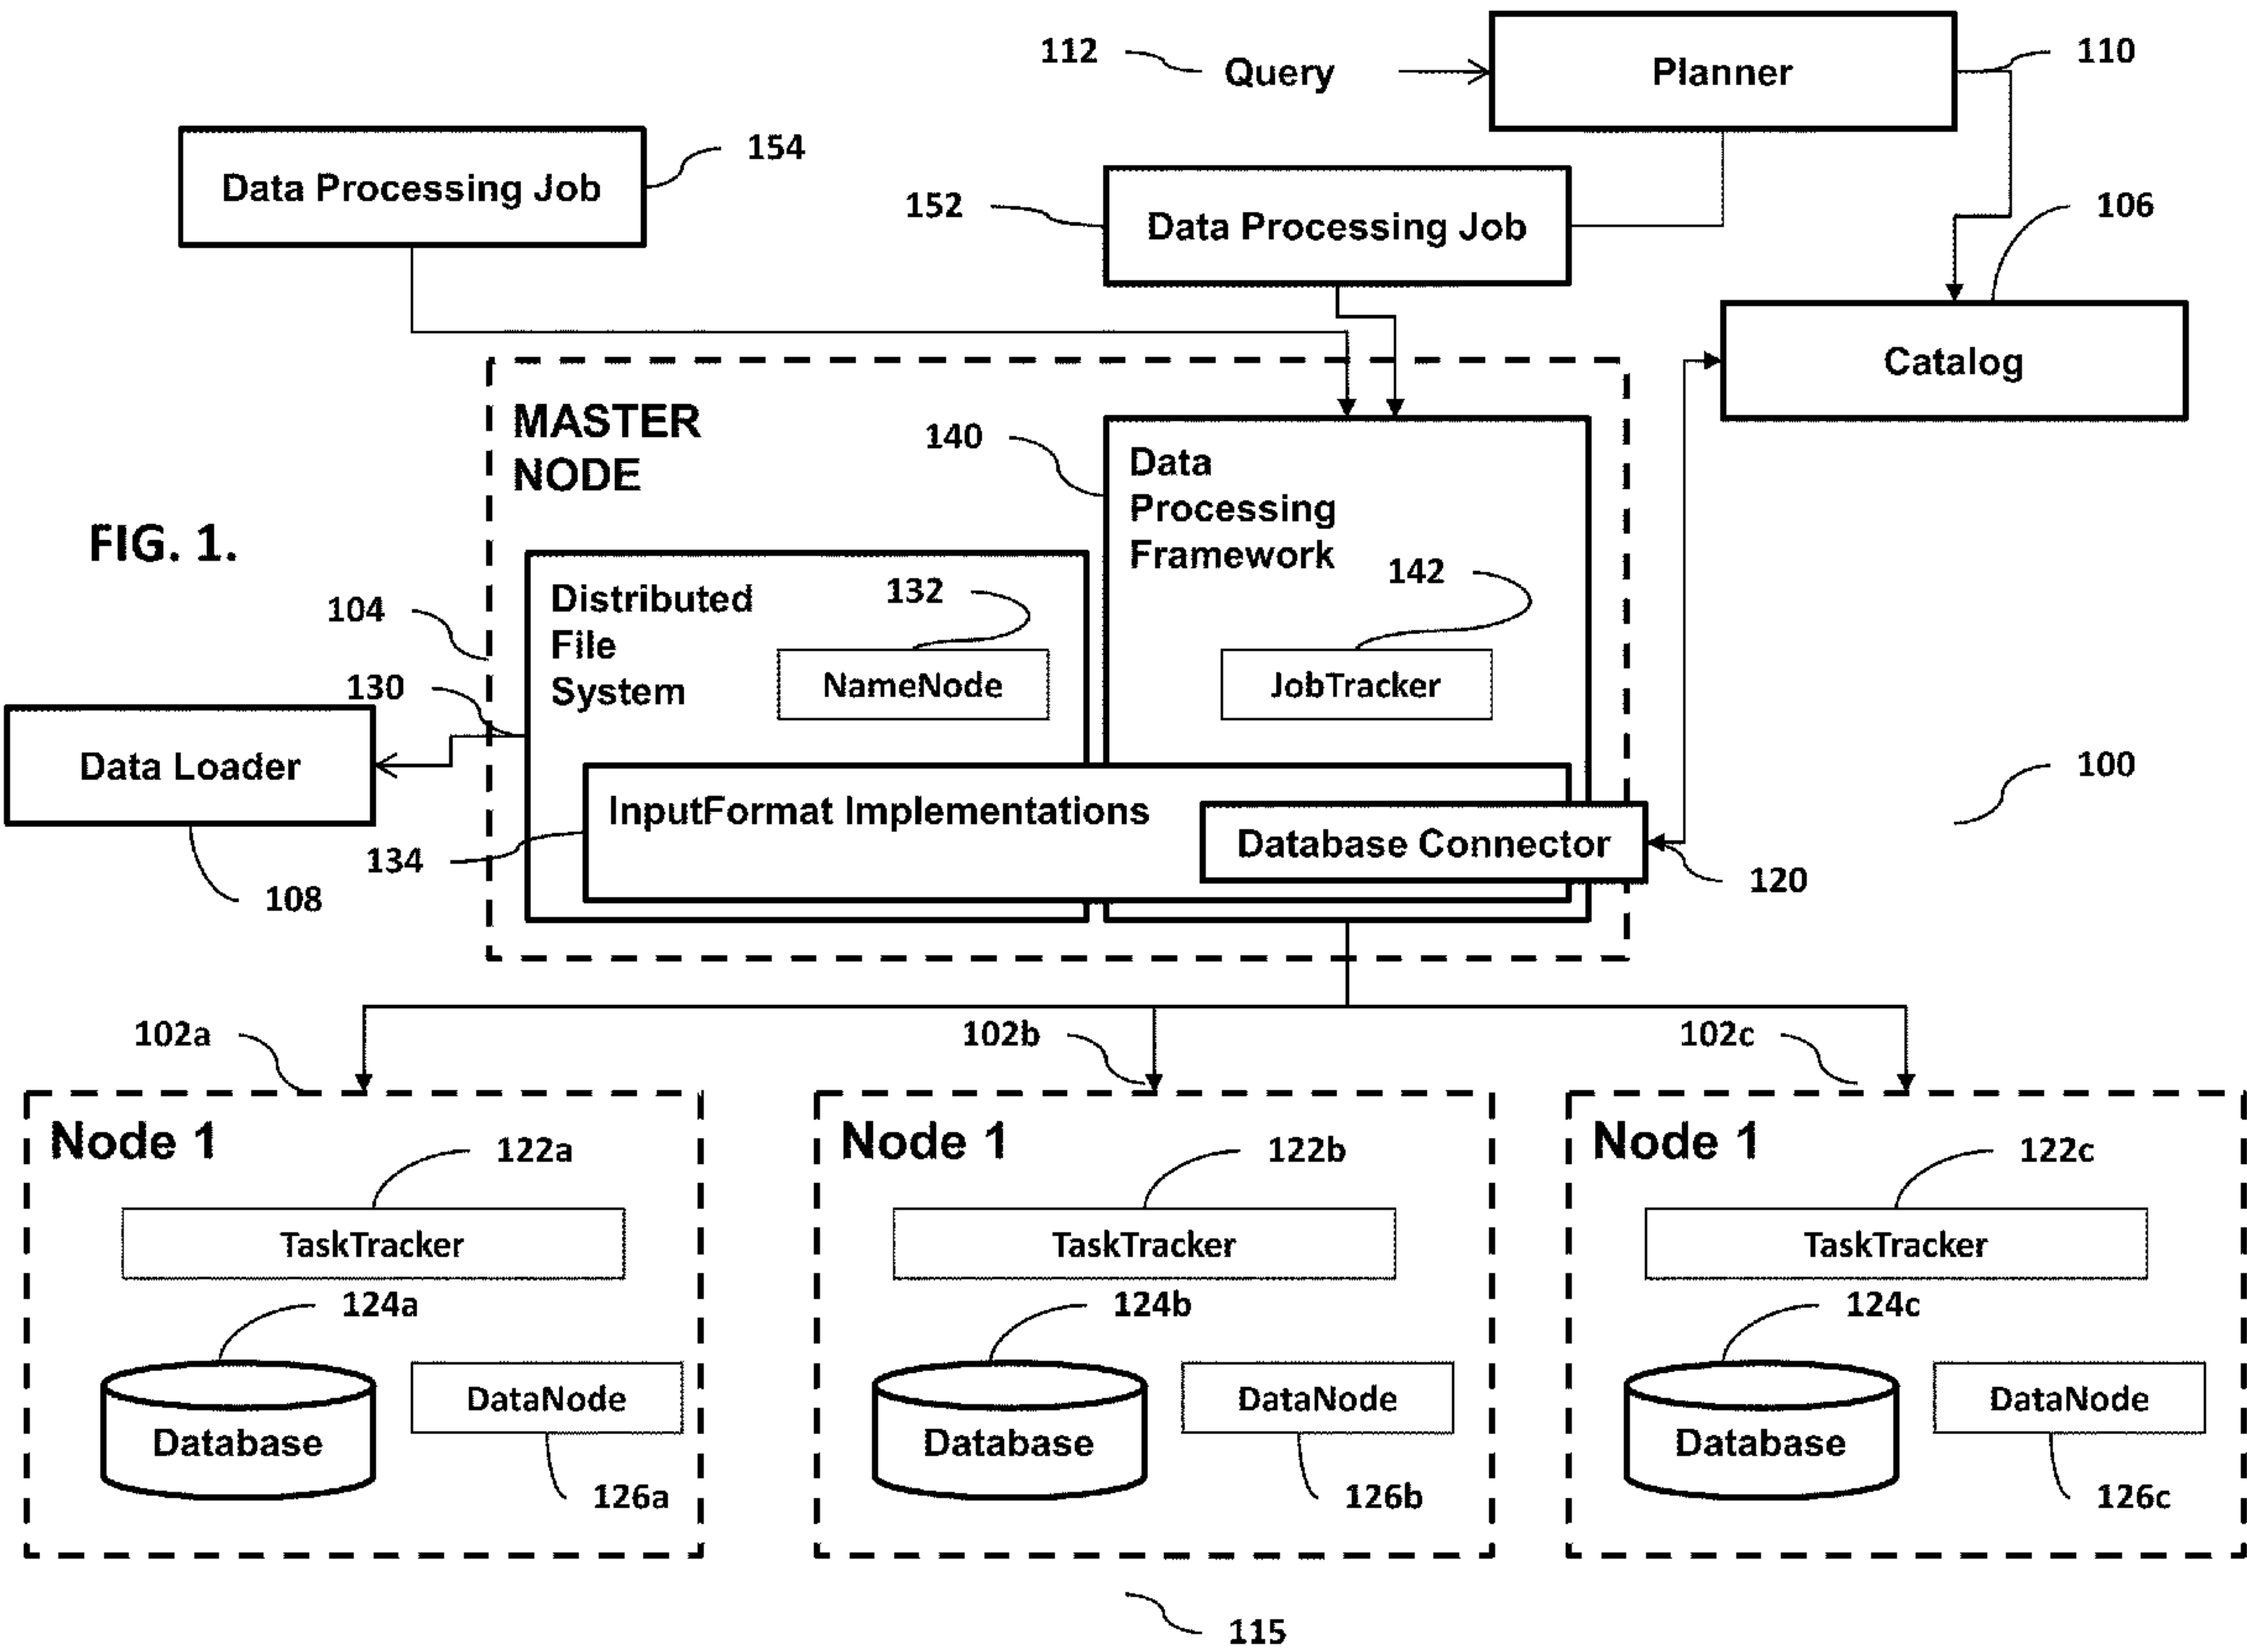 112
Query
Planner
110
Data Processing Job
154
152
Data Processing Job
106
Catalog
MASTER
NODE
140
Data
Processing
Framework
FIG. 1.
104
Distributed
File
System
132
NameNode
142
JobTracker
130
Data Loader
108
InputFormat Implementations
134
Database Connector
120
100
102a
102b
102c
Node 1
122a
TaskTracker
124a
Database
DataNode
126a
Node 1
122b
TaskTracker
124b
Database
DataNode
126b
Node 1
122c
TaskTracker
124c
Database
DataNode
126c
115